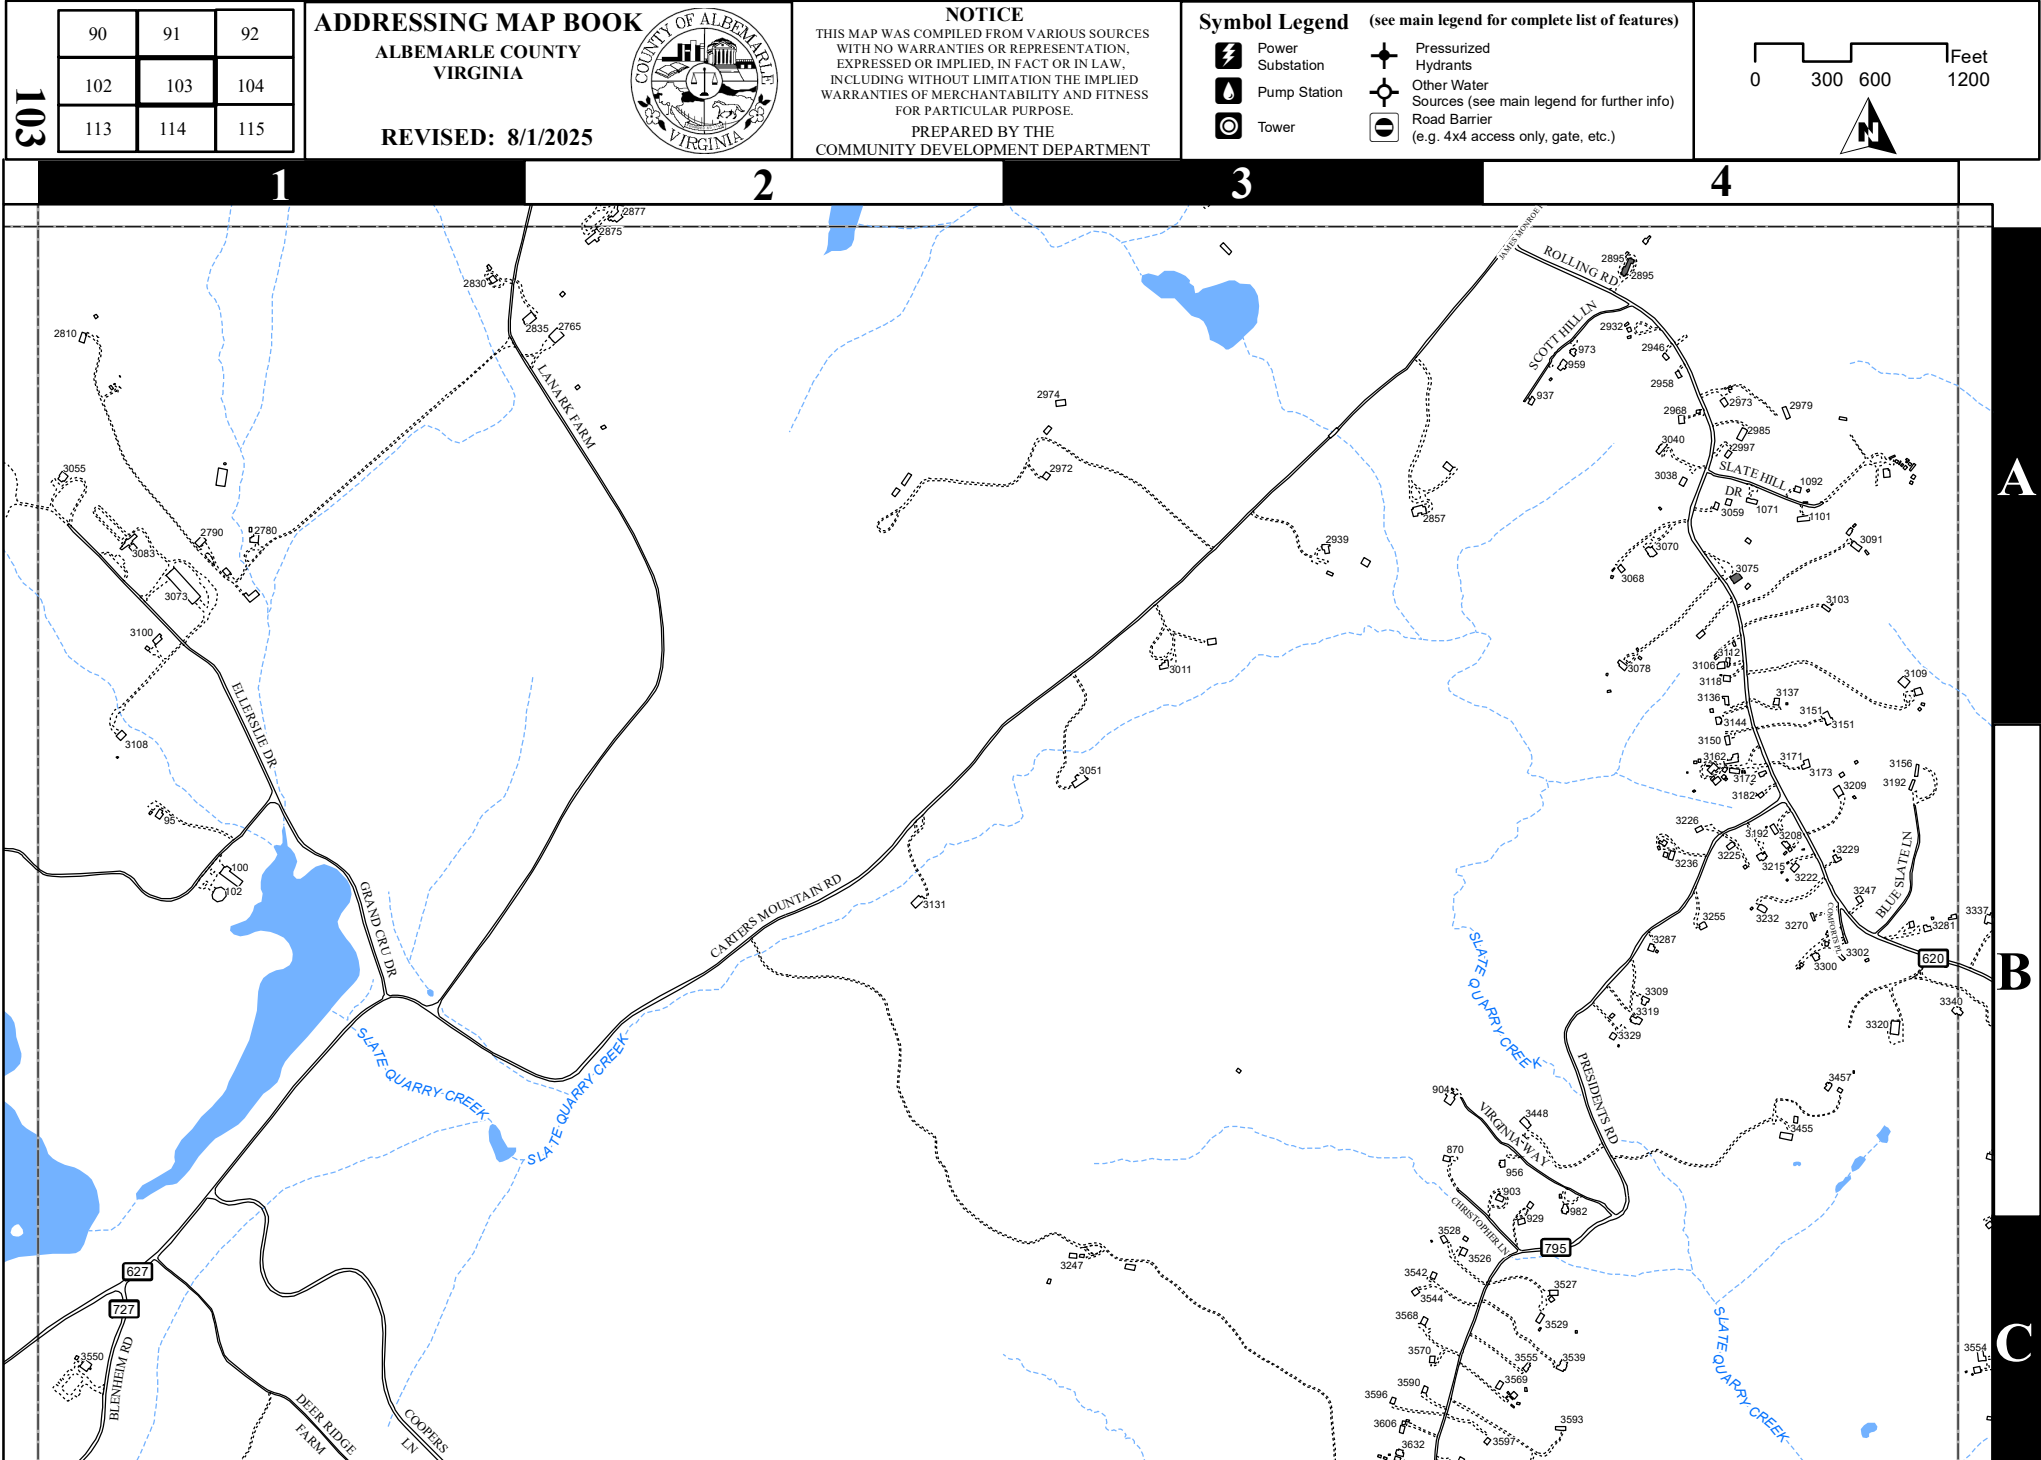 103
90 91 92
102 103 104
113 114 115
ADDRESSING MAP BOOK
ALBEMARLE COUNTY
VIRGINIA
REVISED: 8/1/2025
COUNTY OF ALBEMARLE
VIRGINIA
NOTICE
THIS MAP WAS COMPILED FROM VARIOUS SOURCES
WITH NO WARRANTIES OR REPRESENTATION,
EXPRESSED OR IMPLIED, IN FACT OR IN LAW,
INCLUDING WITHOUT LIMITATION THE IMPLIED
WARRANTIES OF MERCHANTABILITY AND FITNESS
FOR PARTICULAR PURPOSE.
PREPARED BY THE
COMMUNITY DEVELOPMENT DEPARTMENT
Symbol Legend (see main legend for complete list of features)
Power
Substation
Pump Station
Tower
Pressurized
Hydrants
Other Water
Sources (see main legend for further info)
Road Barrier
(e.g. 4x4 access only, gate, etc.)
Feet
0 300 600 1200
N
1 2 3 4
A
B
C
2877
2875
2830
2835
2765
2810
LANARK FARM
3055
2790
2780
3083
3073
3100
3108
ELLERSLIE DR
95
100
102
GRAND CRU DR
SLATE QUARRY CREEK
SLATE QUARRY CREEK
CARTERS MOUNTAIN RD
2974
2972
2857
2939
3011
3051
3131
3247
627
727
3550
BLENHEIM RD
DEER RIDGE
FARM
COOPERS
LN
JAMES MONROE
ROLLING RD
2895
2895
SCOTT HILL LN
2932
973
959
937
2946
2958
2973
2979
2968
2985
3040
2997
3038
SLATE HILL
DR
1092
3059
1071
1101
3070
3091
3068
3075
3103
3078
3112
3106
3118
3109
3136
3137
3151
3151
3144
3150
3162
3171
3173
3172
3156
3182
3192
3209
3226
3192
3208
3236
3225
3215
3229
3222
BLUE SLATE LN
3247
3255
3232
3270
COMFORTS PL
3281
3337
3287
3302
3300
620
3309
3340
3319
3320
3329
SLATE QUARRY CREEK
PRESIDENTS RD
3457
904
VIRGINIA WAY
3448
3455
870
956
903
982
CHRISTOPHER LN
929
795
3528
3526
3542
3527
3544
3568
3529
3570
3555
3539
3569
3590
3596
3593
3606
3597
3632
SLATE QUARRY CREEK
3554